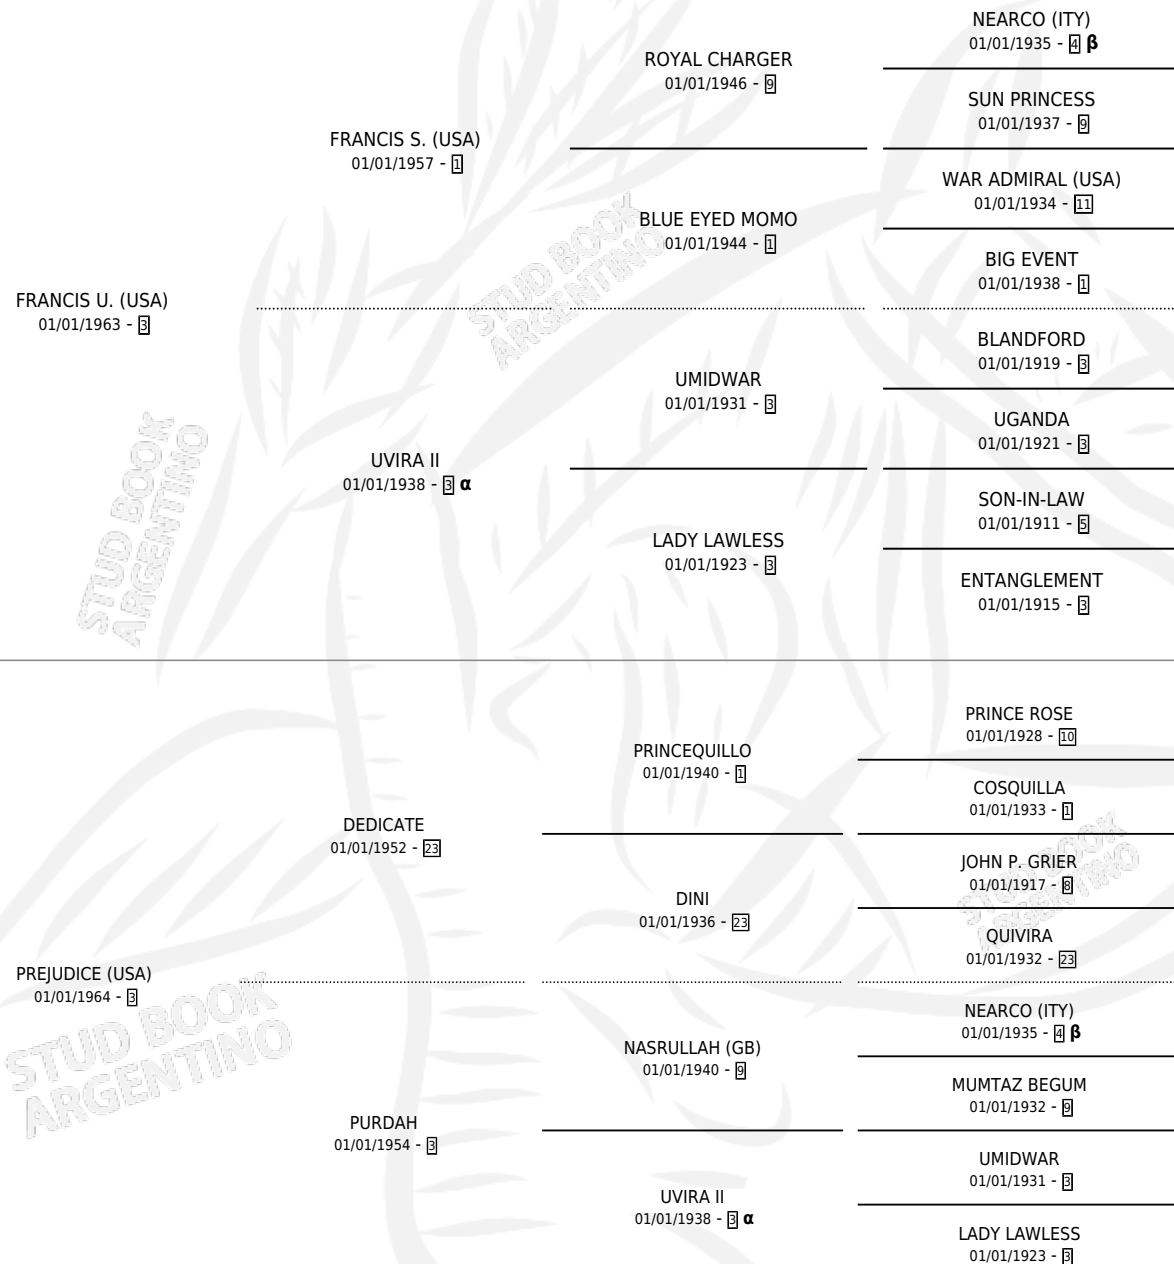 NEARCO (ITY)
01/01/1935 - 4 β
ROYAL CHARGER
01/01/1946 - 9
SUN PRINCESS
01/01/1937 - 9
FRANCIS S. (USA)
01/01/1957 - 1
WAR ADMIRAL (USA)
01/01/1934 - 11
BLUE EYED MOMO
01/01/1944 - 1
BIG EVENT
01/01/1938 - 1
FRANCIS U. (USA)
01/01/1963 - 3
BLANDFORD
01/01/1919 - 3
UMIDWAR
01/01/1931 - 3
UGANDA
01/01/1921 - 3
UVIRA II
01/01/1938 - 3 α
SON-IN-LAW
01/01/1911 - 5
LADY LAWLESS
01/01/1923 - 3
ENTANGLEMENT
01/01/1915 - 3
PRINCE ROSE
01/01/1928 - 10
PRINCEQUILLO
01/01/1940 - 1
COSQUILLA
01/01/1933 - 1
DEDICATE
01/01/1952 - 23
JOHN P. GRIER
01/01/1917 - 8
DINI
01/01/1936 - 23
QUIVIRA
01/01/1932 - 23
PREJUDICE (USA)
01/01/1964 - 3
NEARCO (ITY)
01/01/1935 - 4 β
NASRULLAH (GB)
01/01/1940 - 9
MUMTAZ BEGUM
01/01/1932 - 9
PURDAH
01/01/1954 - 3
UMIDWAR
01/01/1931 - 3
UVIRA II
01/01/1938 - 3 α
LADY LAWLESS
01/01/1923 - 3
STUD BOOK
ARGENTINO
STUD BOOK
ARGENTINO
STUD BOOK
ARGENTINO
STUD BOOK
ARGENTINO